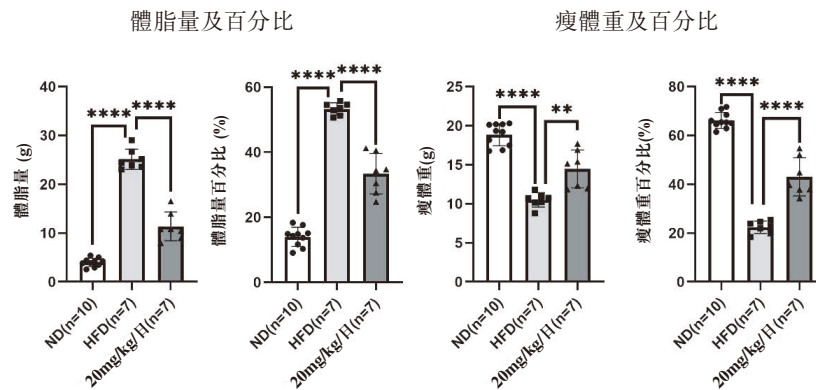 體脂量及百分比
瘦體重及百分比
體脂量 (g)
40
30
20
10
0
****
****
ND(n=10)
HFD(n=7)
20mg/kg/日(n=7)
體脂量百分比 (%)
60
40
20
0
****
****
ND(n=10)
HFD(n=7)
20mg/kg/日(n=7)
瘦體重(g)
25
20
15
10
5
0
****
**
ND(n=10)
HFD(n=7)
20mg/kg/日(n=7)
瘦體重百分比(%)
80
60
40
20
0
****
****
ND(n=10)
HFD(n=7)
20mg/kg/日(n=7)